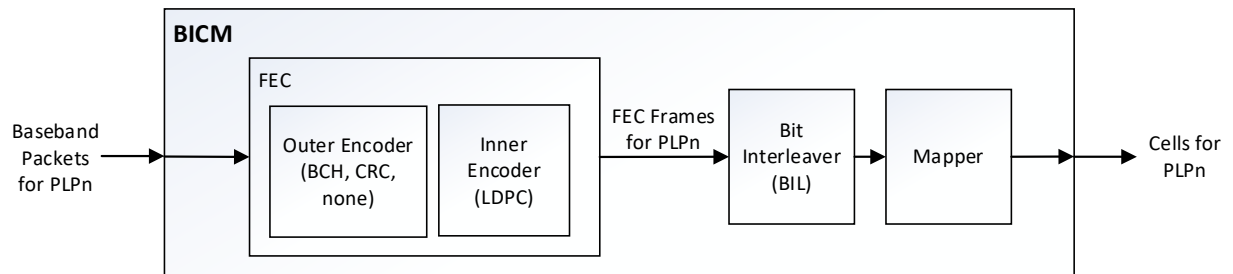 BICM
FEC
Baseband
Packets
for PLPn
Outer Encoder
(BCH, CRC,
none)
Inner
Encoder
(LDPC)
FEC Frames
for PLPn
Bit
Interleaver
(BIL)
Mapper
Cells for
PLPn